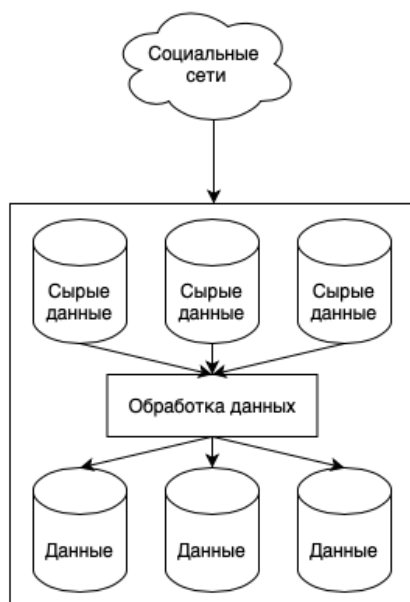 Социальные
сети
Сырые
данные
Сырые
данные
Сырые
данные
Обработка данных
Данные
Данные
Данные